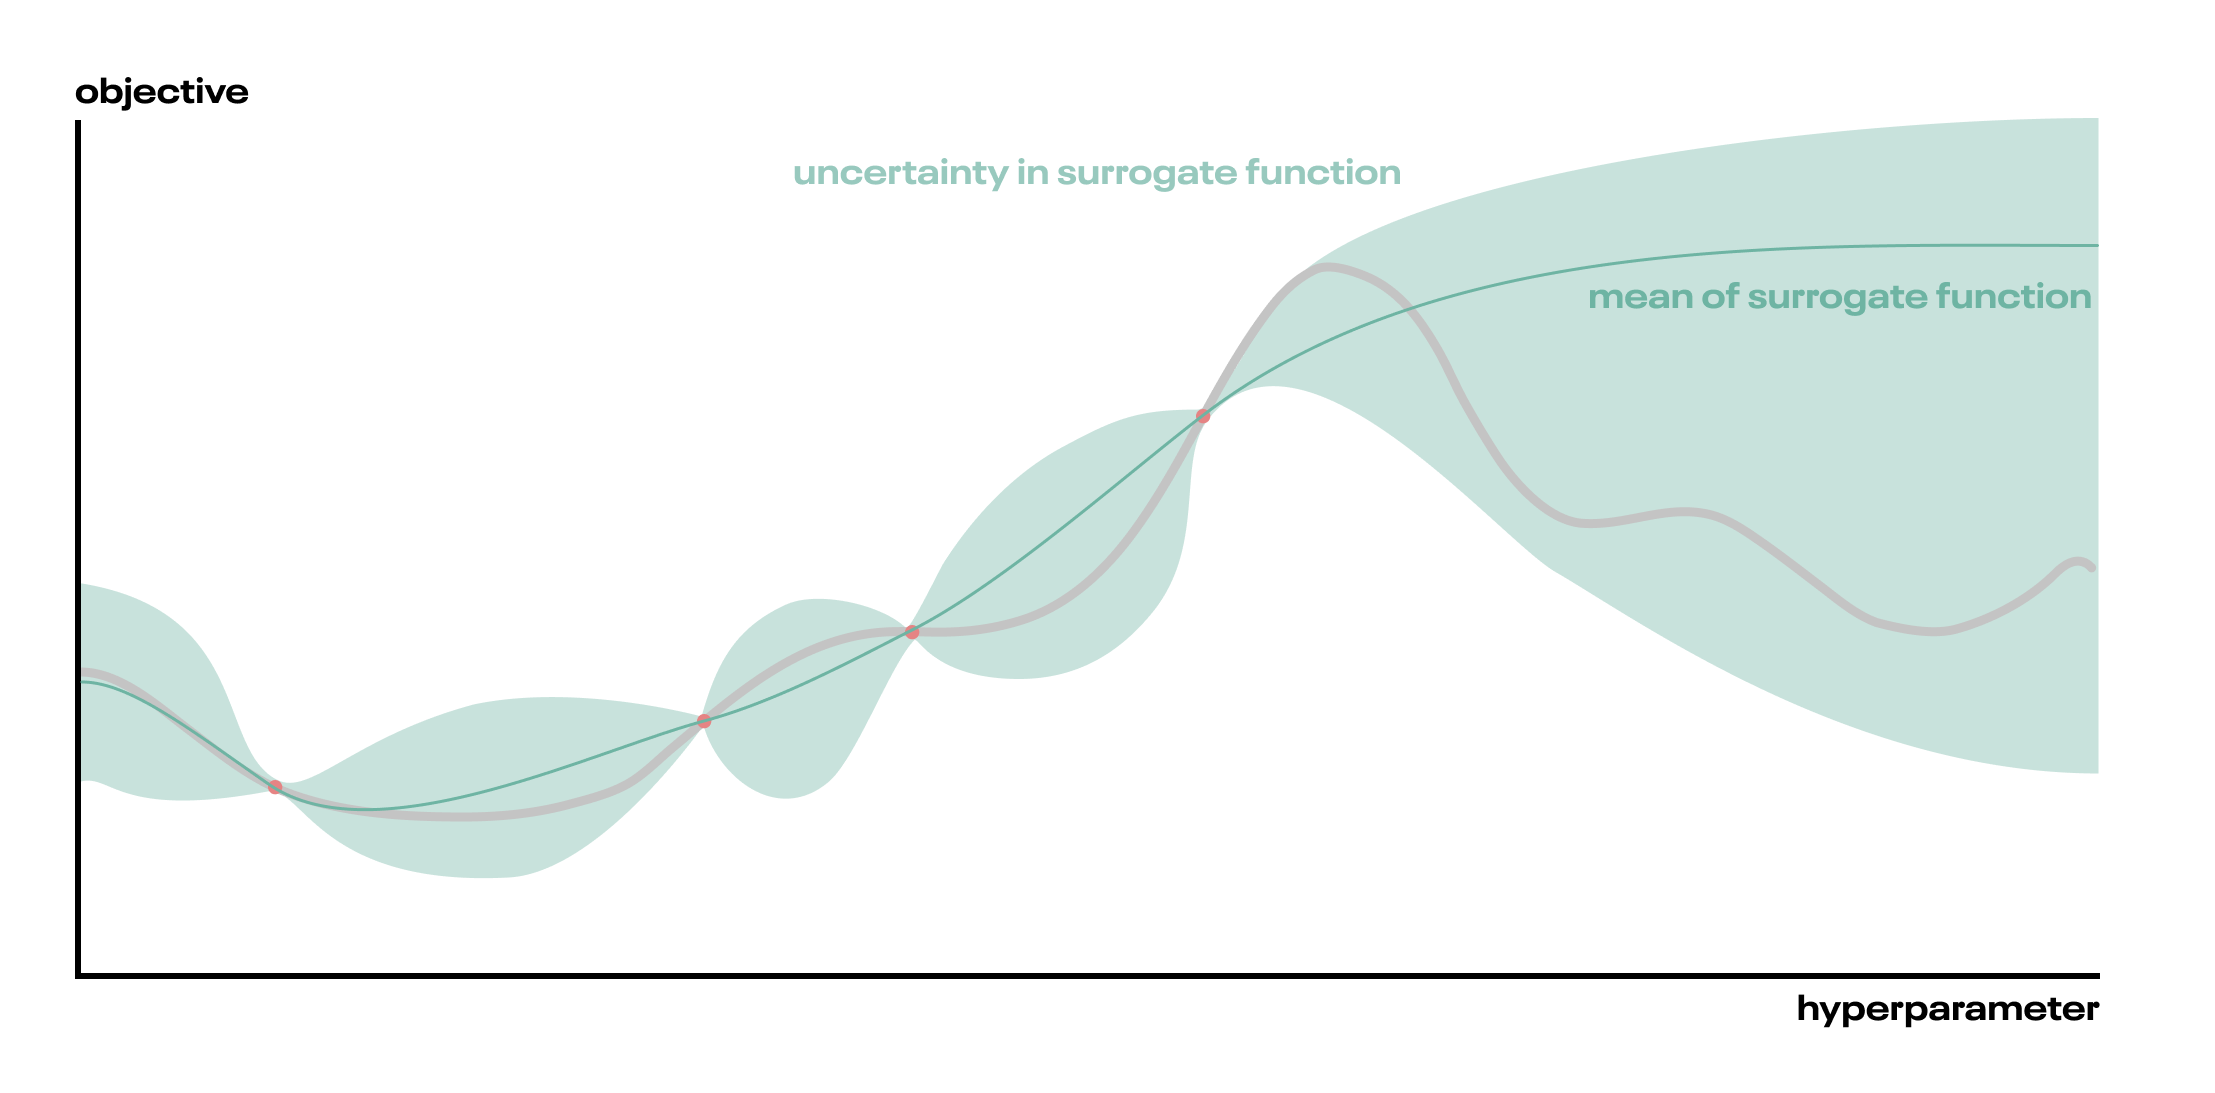 objective
uncertainty in surrogate function
mean of surrogate function
hyperparameter